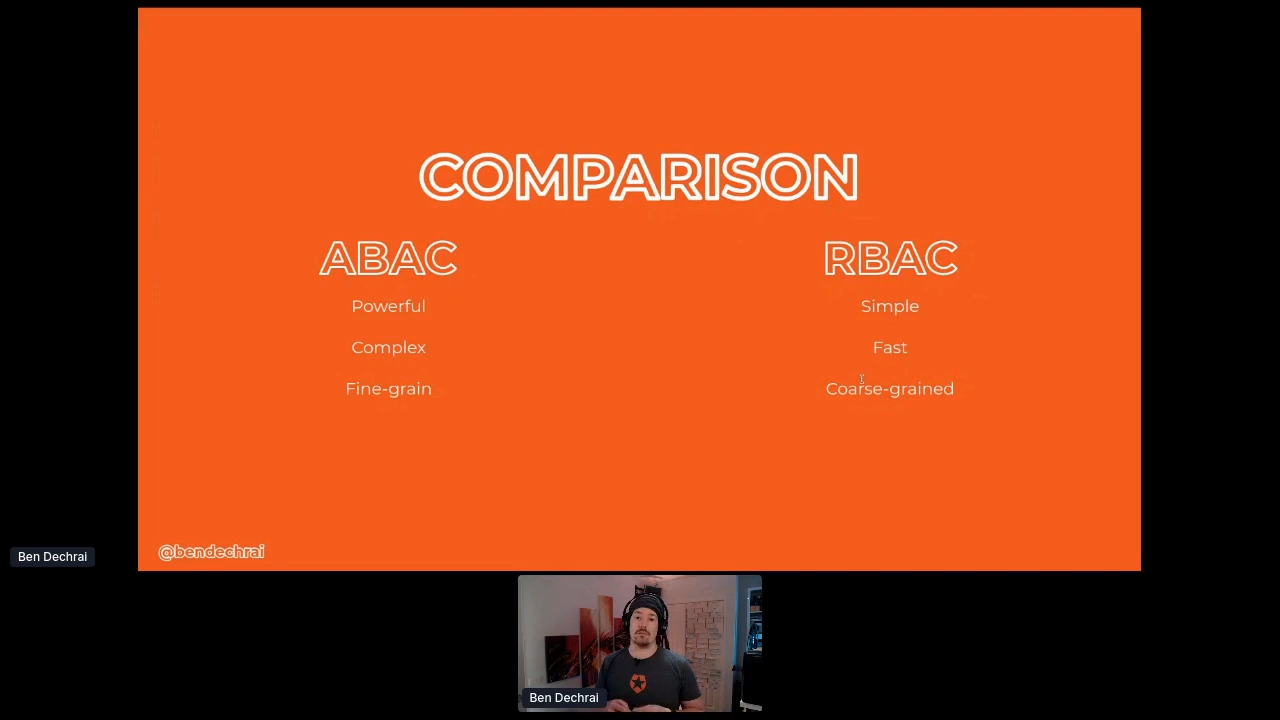 COMPARISON
ABAC
Powerful
Complex
Fine-grain
RBAC
Simple
Fast
Coarse-grained
@bendechrai
Ben Dechrai
Ben Dechrai